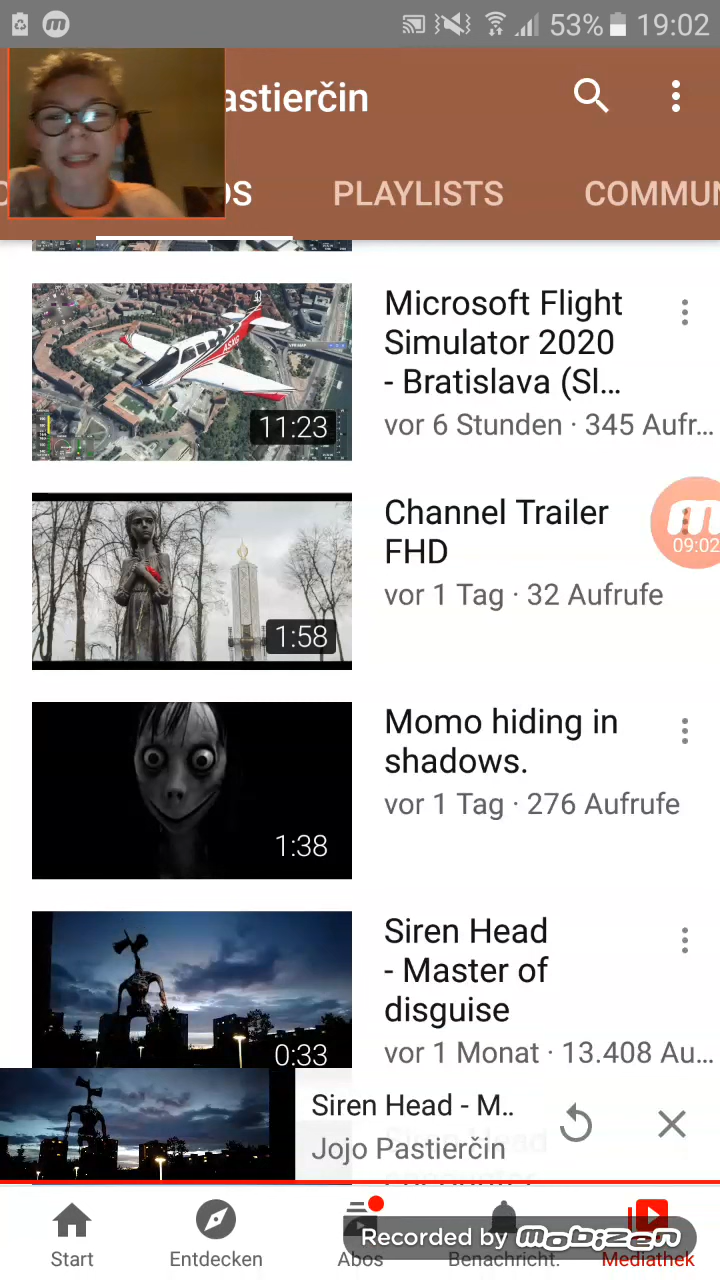 53% 19:02
astierčin
OS PLAYLISTS COMMUN
Microsoft Flight
Simulator 2020
- Bratislava (Sl...
vor 6 Stunden · 345 Aufr...
11:23
Channel Trailer
FHD
vor 1 Tag · 32 Aufrufe
1:58
09:02
Momo hiding in
shadows.
vor 1 Tag · 276 Aufrufe
1:38
Siren Head
- Master of
disguise
vor 1 Monat · 13.408 Au...
0:33
Siren Head - M..
Jojo Pastierčin
Recorded by mobizen
Start Entdecken Abos Benachricht. Mediathek